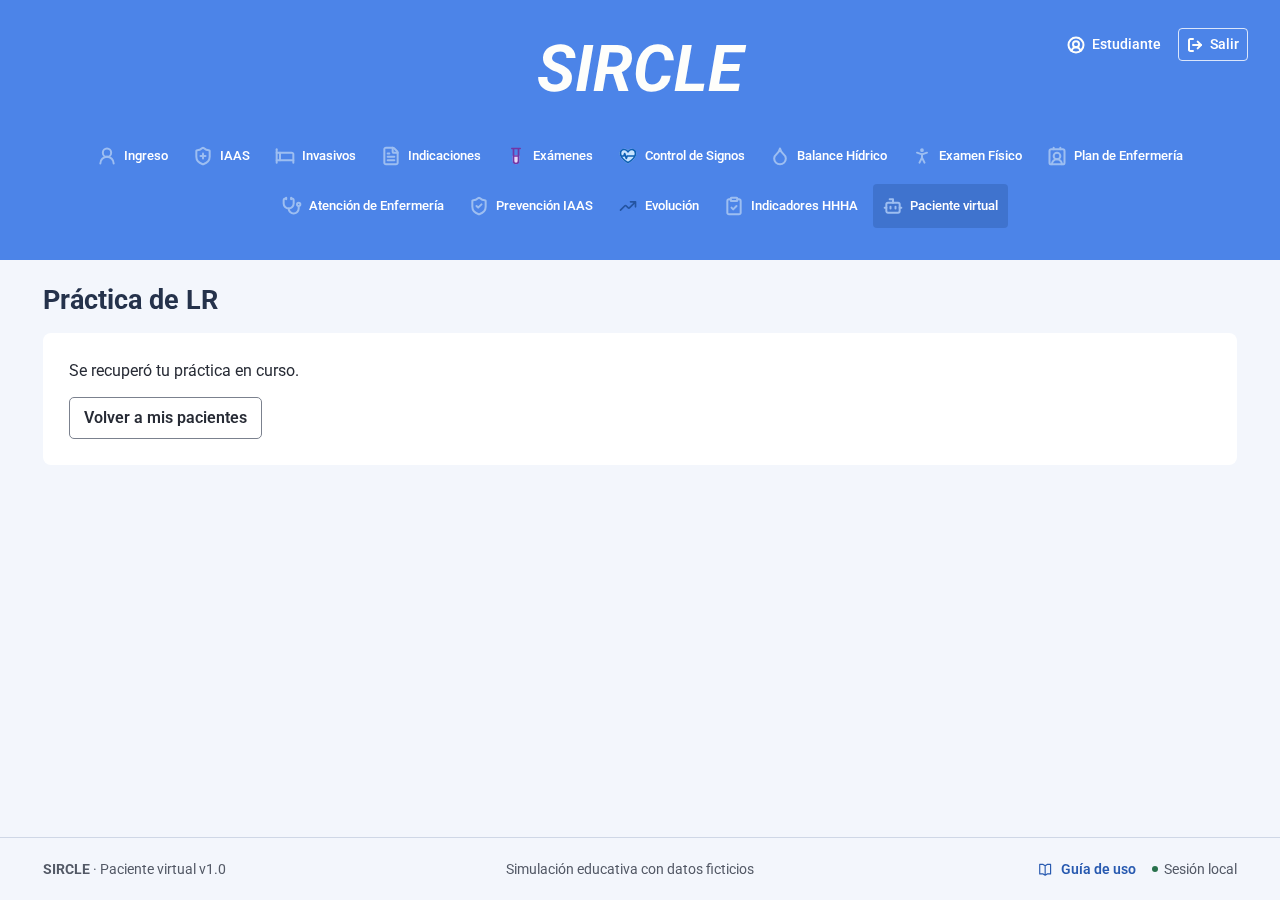 SIRCLE
Estudiante
Salir
Ingreso
IAAS
Invasivos
Indicaciones
Exámenes
Control de Signos
Balance Hídrico
Examen Físico
Plan de Enfermería
Atención de Enfermería
Prevención IAAS
Evolución
Indicadores HHHA
Paciente virtual
Práctica de LR
Se recuperó tu práctica en curso.
Volver a mis pacientes
SIRCLE · Paciente virtual v1.0
Simulación educativa con datos ficticios
Guía de uso
Sesión local